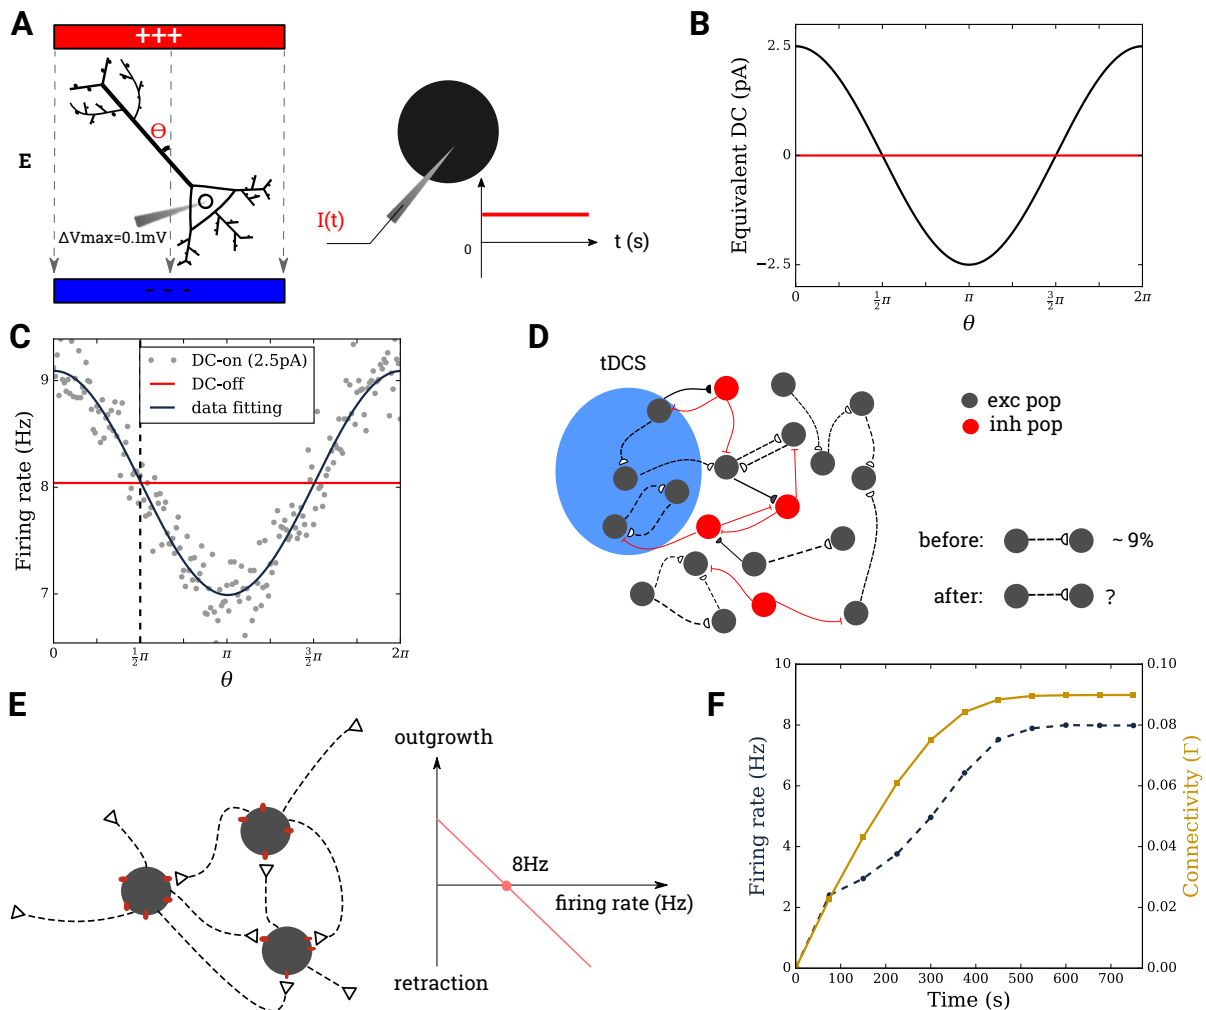 A
+++
Θ
E
ΔVmax=0.1mV
- - -
I(t)
0
t (s)
B
Equivalent DC (pA)
2.5
0
−2.5
0
1/2 π
π
3/2 π
2π
θ
C
Firing rate (Hz)
9
8
7
DC-on (2.5pA)
DC-off
data fitting
0
1/2 π
π
3/2 π
2π
θ
D
tDCS
exc pop
inh pop
before:
~9%
after:
?
E
outgrowth
8Hz
firing rate (Hz)
retraction
F
Firing rate (Hz)
10
8
6
4
2
0
0.10
0.08
0.06
0.04
0.02
0.00
Connectivity (Γ)
0 100 200 300 400 500 600 700
Time (s)